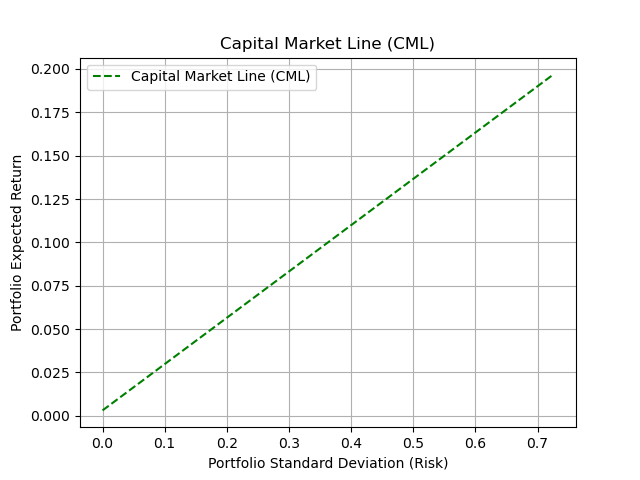 Capital Market Line (CML)
Capital Market Line (CML)
0.200
0.175
0.150
0.125
0.100
0.075
0.050
0.025
0.000
Portfolio Expected Return
0.0 0.1 0.2 0.3 0.4 0.5 0.6 0.7
Portfolio Standard Deviation (Risk)